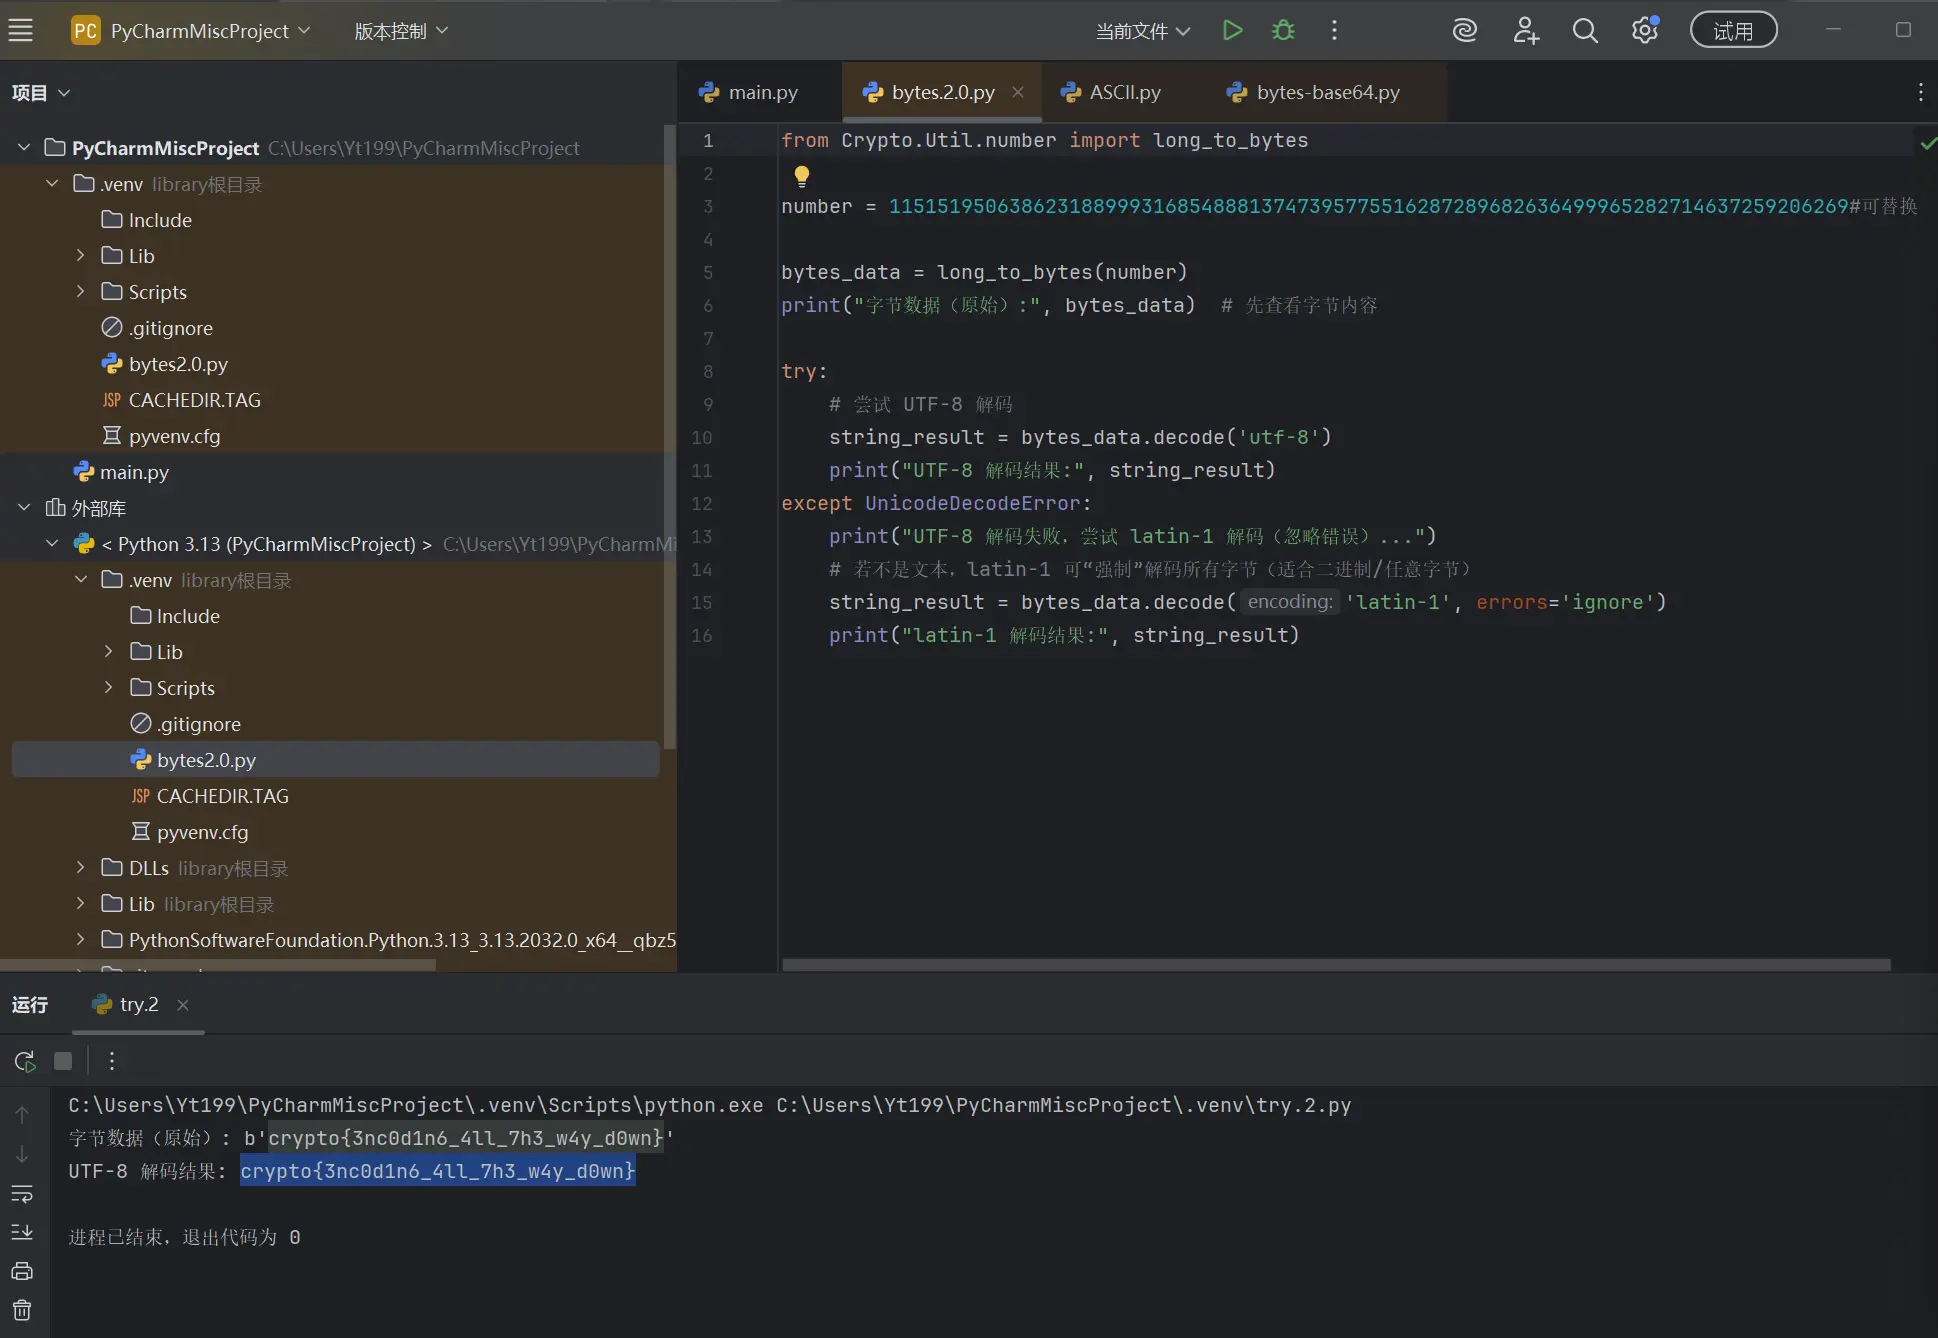 PC PyCharmMiscProject 版本控制 当前文件 试用
项目
PyCharmMiscProject C:\Users\Yt199\PyCharmMiscProject
.venv library根目录
Include
Lib
Scripts
.gitignore
bytes2.0.py
JSP CACHEDIR.TAG
pyvenv.cfg
main.py
外部库
< Python 3.13 (PyCharmMiscProject) > C:\Users\Yt199\PyCharmMi
.venv library根目录
Include
Lib
Scripts
.gitignore
bytes2.0.py
JSP CACHEDIR.TAG
pyvenv.cfg
DLLs library根目录
Lib library根目录
PythonSoftwareFoundation.Python.3.13_3.13.2032.0_x64__qbz5
main.py bytes.2.0.py ASCII.py bytes-base64.py
1 from Crypto.Util.number import long_to_bytes
2
3 number = 11515195063862318899931685488813747395775516287289682636499965282714637259206269#可替换
4
5 bytes_data = long_to_bytes(number)
6 print("字节数据（原始）:", bytes_data) # 先查看字节内容
7
8 try:
9 # 尝试 UTF-8 解码
10 string_result = bytes_data.decode('utf-8')
11 print("UTF-8 解码结果:", string_result)
12 except UnicodeDecodeError:
13 print("UTF-8 解码失败，尝试 latin-1 解码（忽略错误）...")
14 # 若不是文本，latin-1 可“强制”解码所有字节（适合二进制/任意字节）
15 string_result = bytes_data.decode( encoding: 'latin-1', errors='ignore')
16 print("latin-1 解码结果:", string_result)
运行 try.2
C:\Users\Yt199\PyCharmMiscProject\.venv\Scripts\python.exe C:\Users\Yt199\PyCharmMiscProject\.venv\try.2.py
字节数据（原始）: b'crypto{3nc0d1n6_4ll_7h3_w4y_d0wn}'
UTF-8 解码结果: crypto{3nc0d1n6_4ll_7h3_w4y_d0wn}
进程已结束，退出代码为 0